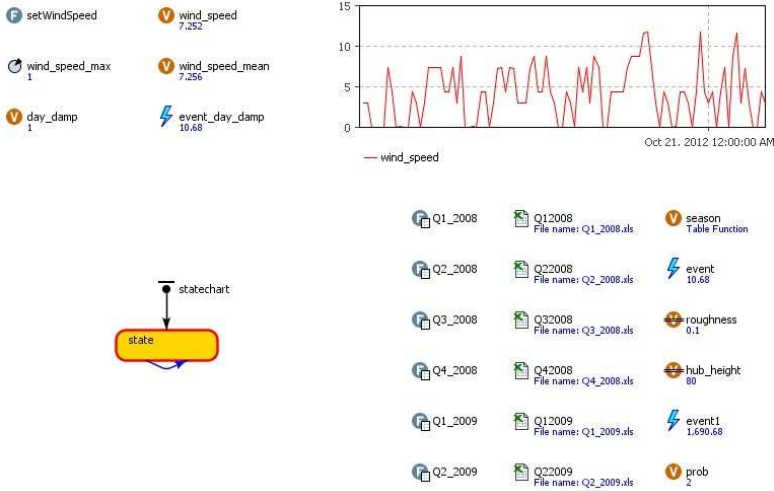 setWindSpeed
wind_speed
7.252
wind_speed_max
1
wind_speed_mean
7.256
day_damp
1
event_day_damp
10.68
15
10
5
0
Oct 21, 2012 12:00:00 AM
wind_speed
statechart
state
Q1_2008
Q12008
File name: Q1_2008.xls
season
Table Function
Q2_2008
Q22008
File name: Q2_2008.xls
event
10.68
Q3_2008
Q32008
File name: Q3_2008.xls
roughness
0.1
Q4_2008
Q42008
File name: Q4_2008.xls
hub_height
80
Q1_2009
Q12009
File name: Q1_2009.xls
event1
1,690.68
Q2_2009
Q22009
File name: Q2_2009.xls
prob
2